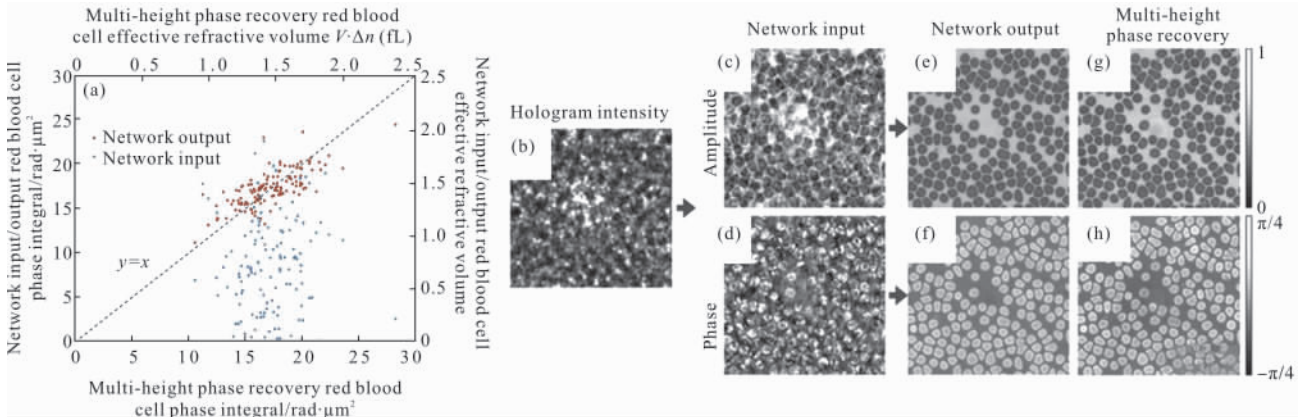 Multi-height phase recovery red blood
cell effective refractive volume V·Δn (fL)
0 0.5 1.0 1.5 2.0 2.5
30
25
20
15
10
5
0
(a)
Network output
Network input
y=x
2.5
2.0
1.5
1.0
0.5
0
0 5 10 15 20 25 30
Network input/output red blood cell
phase integral/rad·μm²
Network input/output red blood cell
effective refractive volume
Multi-height phase recovery red blood
cell phase integral/rad·μm²
Hologram intensity
(b)
Network input
Network output
Multi-height
phase recovery
Amplitude
(c)
(e)
(g)
1
0
Phase
(d)
(f)
(h)
π/4
−π/4